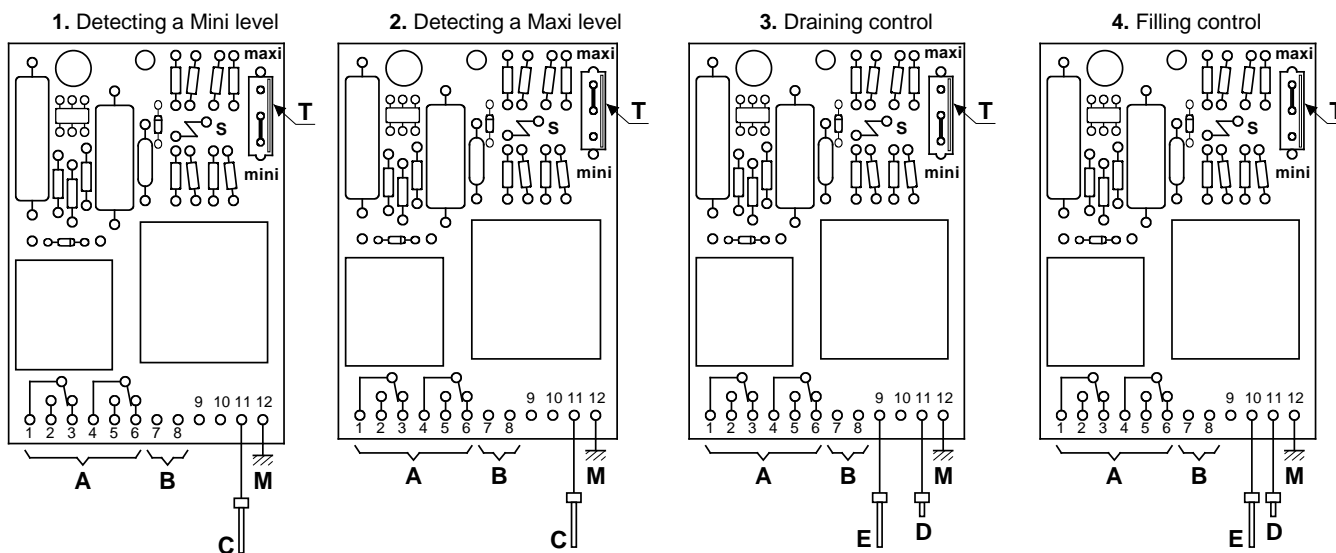 1. Detecting a Mini level
maxi
T
S
mini
1 2 3 4 5 6 7 8 9 10 11 12
A B M
C
2. Detecting a Maxi level
maxi
T
S
mini
1 2 3 4 5 6 7 8 9 10 11 12
A B M
C
3. Draining control
maxi
T
S
mini
1 2 3 4 5 6 7 8 9 10 11 12
A B M
E D
4. Filling control
maxi
T
S
mini
1 2 3 4 5 6 7 8 9 10 11 12
A B M
E D